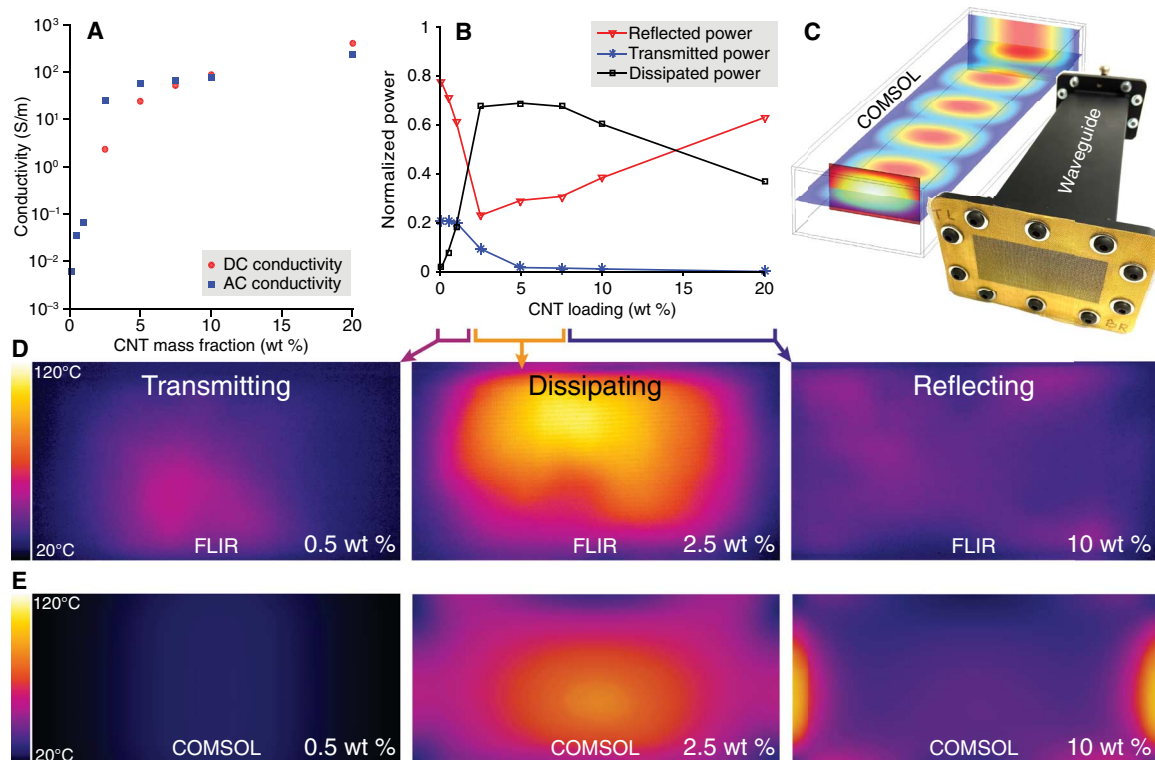 A
Conductivity (S/m)
10³
10²
10¹
10⁰
10⁻¹
10⁻²
10⁻³
DC conductivity
AC conductivity
0 5 10 15 20
CNT mass fraction (wt %)
B
Reflected power
Transmitted power
Dissipated power
Normalized power
1
0.8
0.6
0.4
0.2
0
0 5 10 15 20
CNT loading (wt %)
C
COMSOL
Waveguide
TL
BR
D
120°C
20°C
Transmitting
FLIR 0.5 wt %
Dissipating
FLIR 2.5 wt %
Reflecting
FLIR 10 wt %
E
120°C
20°C
COMSOL 0.5 wt %
COMSOL 2.5 wt %
COMSOL 10 wt %